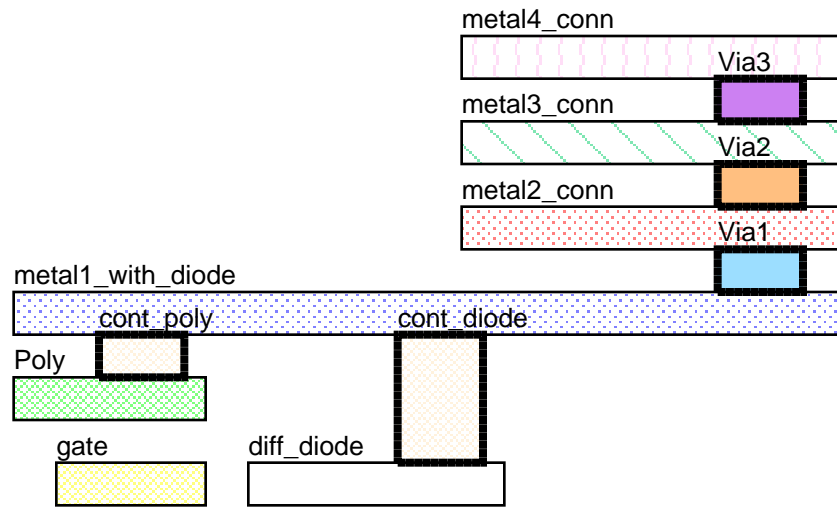 metal4_conn
Via3
metal3_conn
Via2
metal2_conn
Via1
metal1_with_diode
cont_poly
cont_diode
Poly
gate
diff_diode